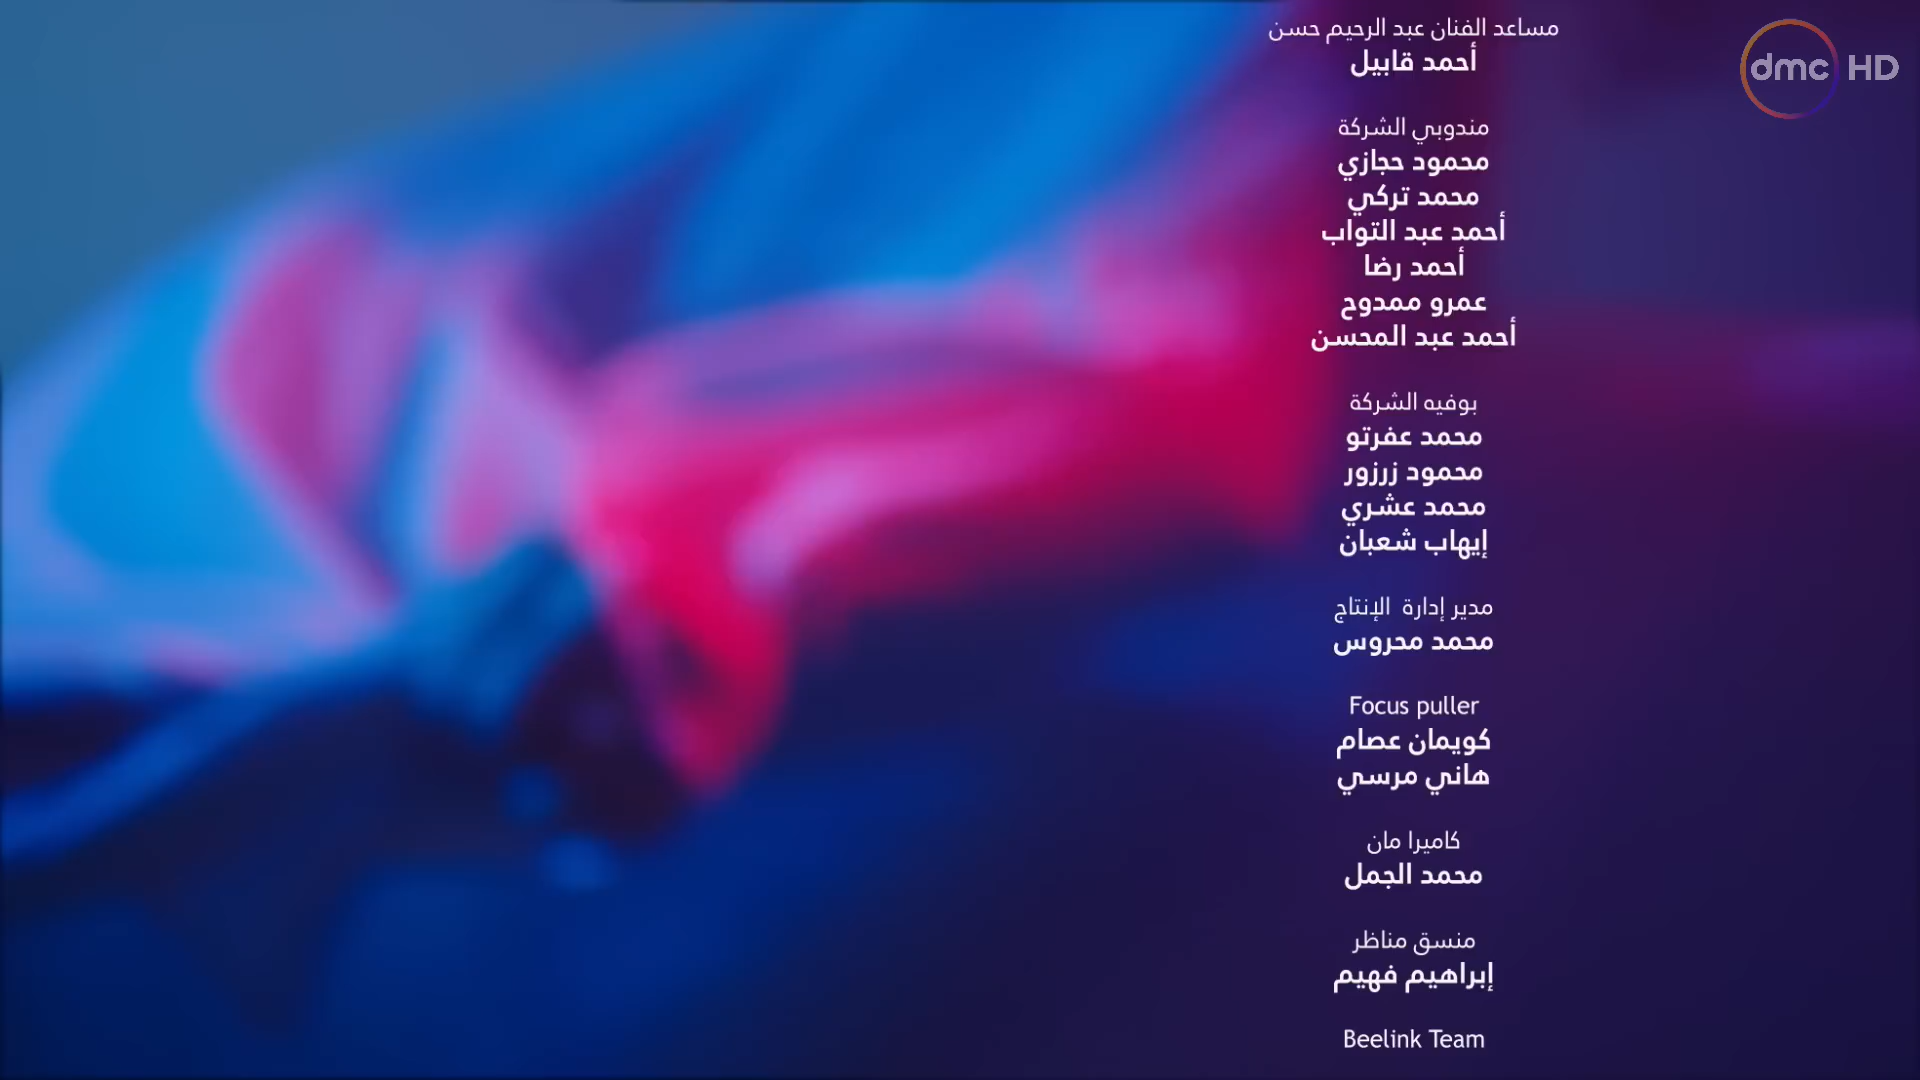 مساعد الفنان عبد الرحيم حسن
أحمد قابيل
dmc HD
مندوبي الشركة
محمود حجازي
محمد تركي
أحمد عبد التواب
أحمد رضا
عمرو ممدوح
أحمد عبد المحسن
بوفيه الشركة
محمد عفرتو
محمود زرزور
محمد عشري
إيهاب شعبان
مدير إدارة الإنتاج
محمد محروس
Focus puller
كويمان عصام
هاني مرسي
كاميرا مان
محمد الجمل
منسق مناظر
إبراهيم فهيم
Beelink Team